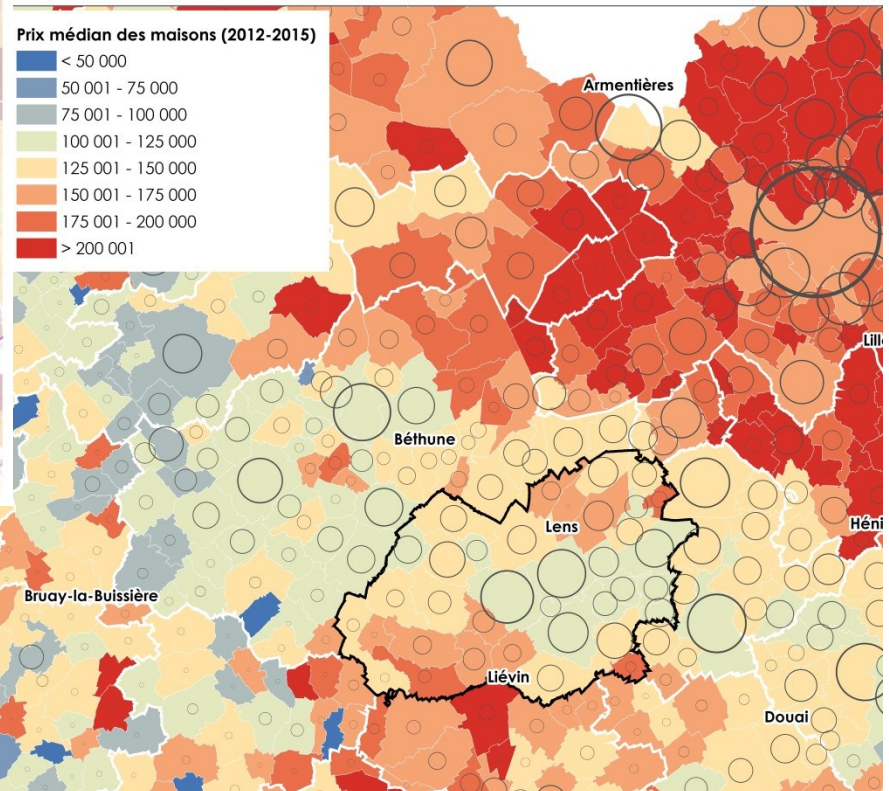 Prix médian des maisons (2012-2015)
< 50 000
50 001 - 75 000
75 001 - 100 000
100 001 - 125 000
125 001 - 150 000
150 001 - 175 000
175 001 - 200 000
> 200 001
Armentières
Lille
Béthune
Lens
Héni
Bruay-la-Buissière
Liévin
Douai